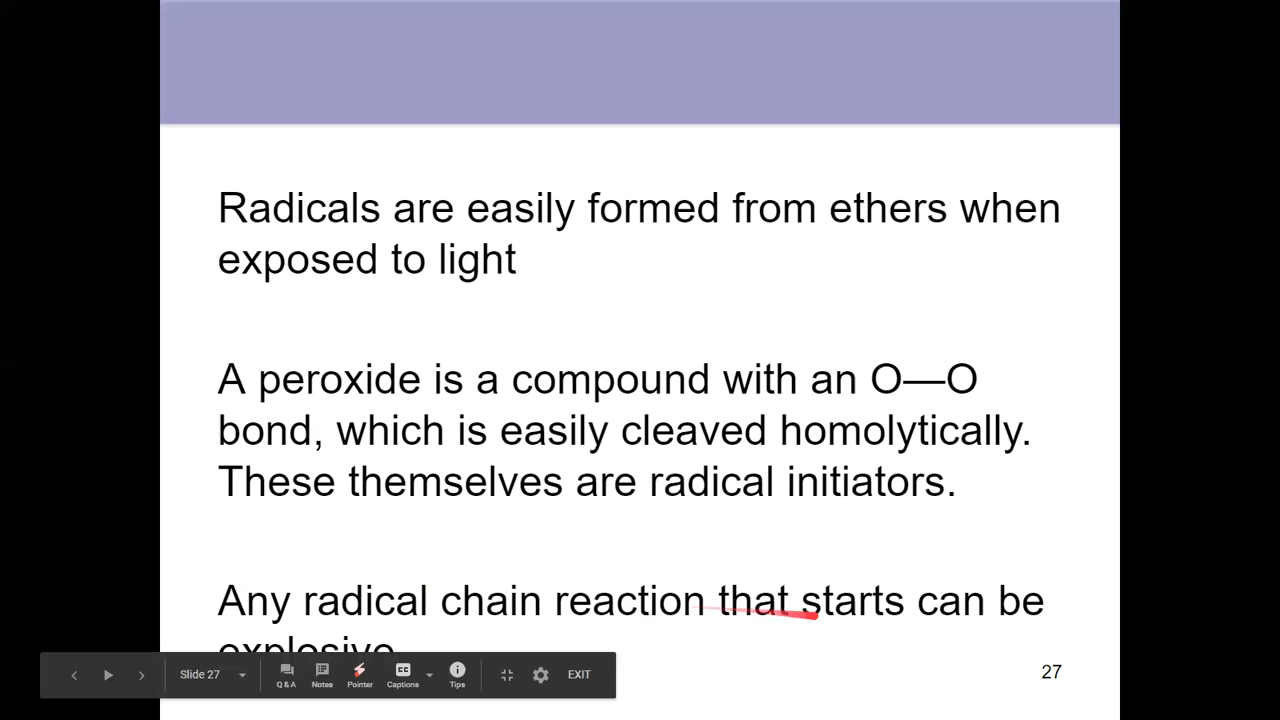 Radicals are easily formed from ethers when
exposed to light
A peroxide is a compound with an O—O
bond, which is easily cleaved homolytically.
These themselves are radical initiators.
Any radical chain reaction that starts can be
explosive
Slide 27
Q & A
Notes
Pointer
CC
Captions
Tips
EXIT
27